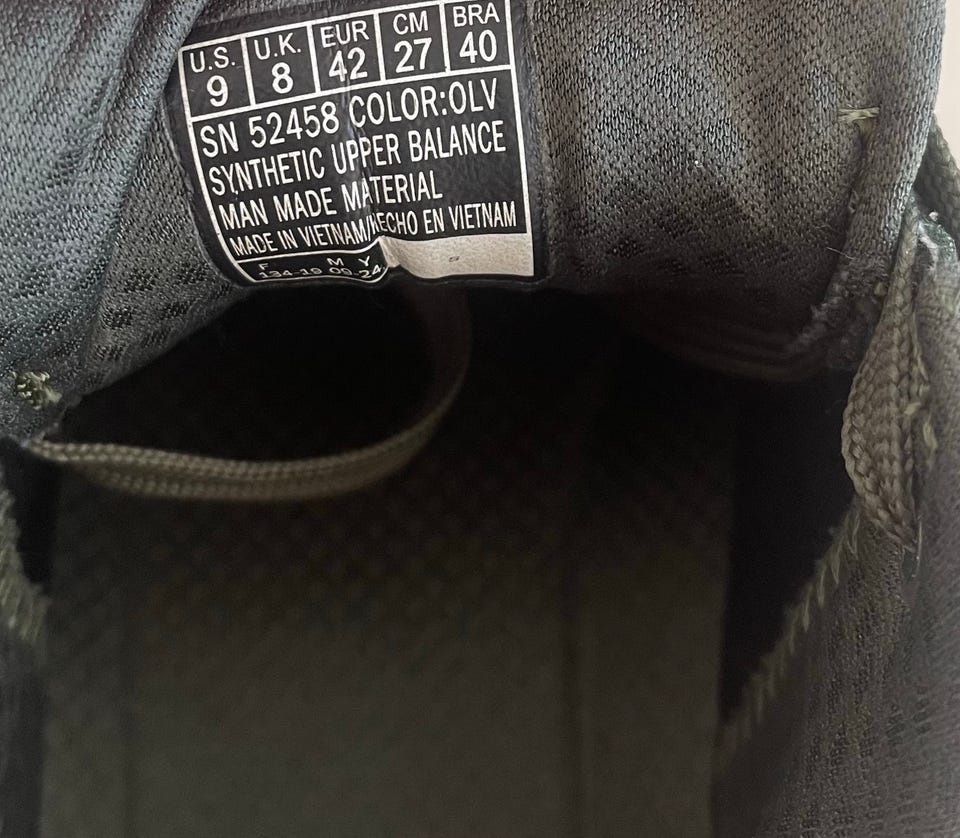 U.S. U.K. EUR CM BRA
9 8 42 27 40
SN 52458 COLOR:OLV
SYNTHETIC UPPER BALANCE
MAN MADE MATERIAL
MADE IN VIETNAM/HECHO EN VIETNAM
F M Y
134-19 09-24